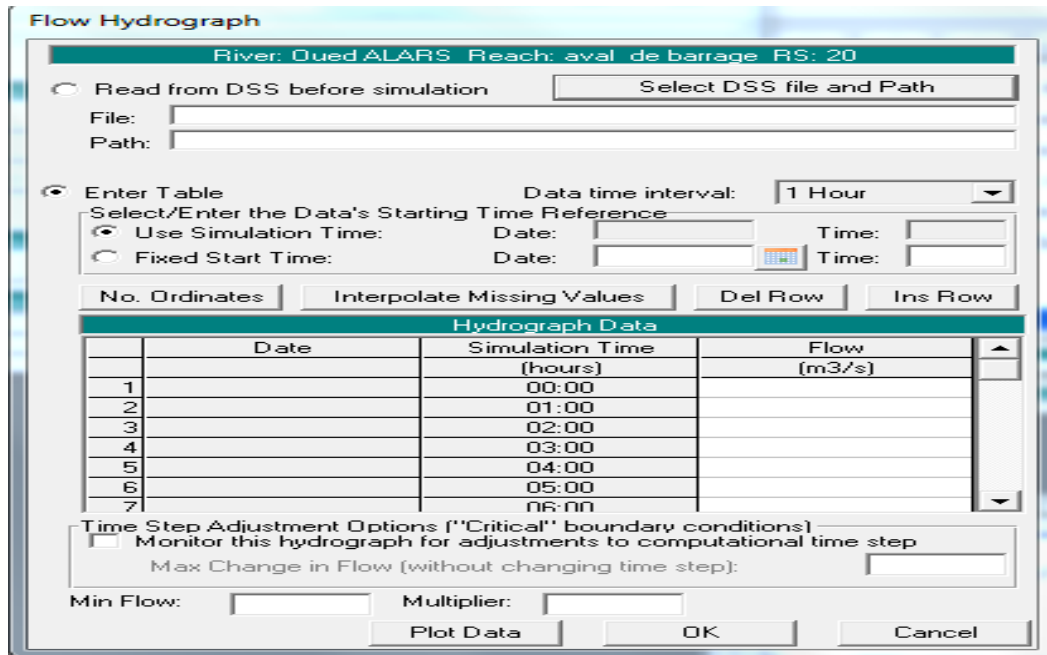 Flow Hydrograph
River: Oued ALARS Reach: aval de barrage RS: 20
Read from DSS before simulation Select DSS file and Path
File:
Path:
Enter Table Data time interval: 1 Hour
Select/Enter the Data's Starting Time Reference
Use Simulation Time: Date: Time:
Fixed Start Time: Date: Time:
No. Ordinates Interpolate Missing Values Del Row Ins Row
Hydrograph Data
Date Simulation Time Flow
(hours) (m3/s)
1 00:00
2 01:00
3 02:00
4 03:00
5 04:00
6 05:00
7 06:00
Time Step Adjustment Options ("Critical" boundary conditions)
Monitor this hydrograph for adjustments to computational time step
Max Change in Flow (without changing time step):
Min Flow: Multiplier:
Plot Data OK Cancel